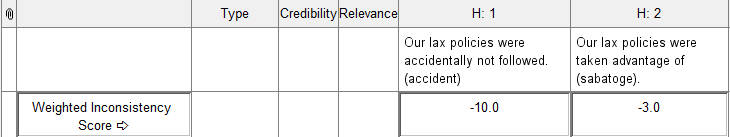 Type Credibility Relevance H: 1 H: 2
Our lax policies were
accidentally not followed.
(accident)
Our lax policies were
taken advantage of
(sabatoge).
Weighted Inconsistency
Score ⇨
-10.0 -3.0